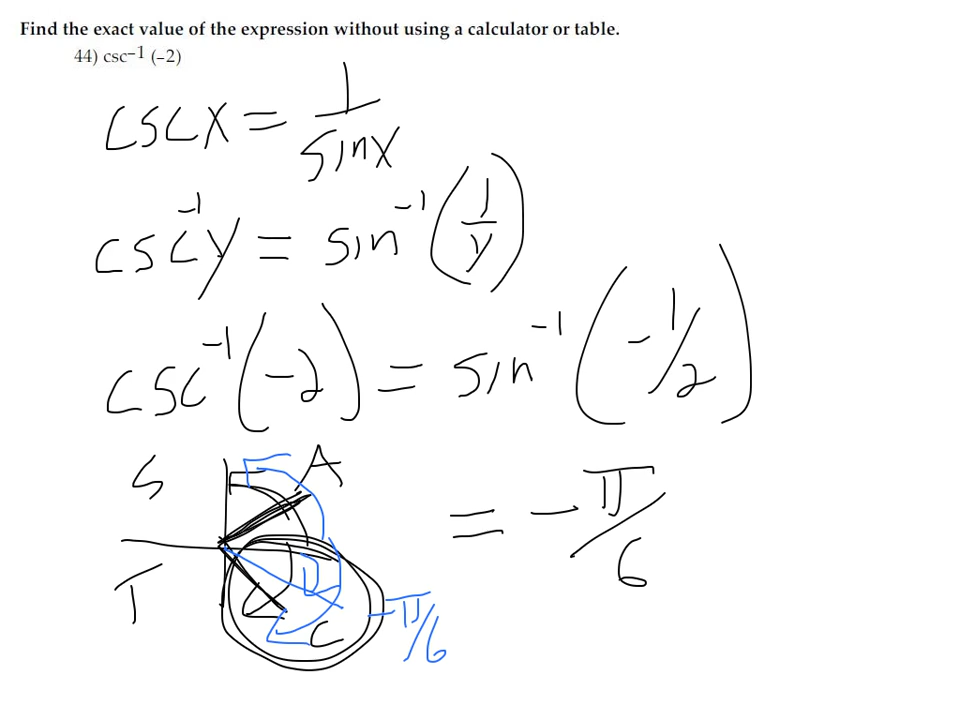 Find the exact value of the expression without using a calculator or table.
44) csc⁻¹ (–2)
cscx = 1/sinx
csc⁻¹y = sin⁻¹(1/y)
csc⁻¹(-2) = sin⁻¹(-1/2)
S A
= -π/6
T C -π/6